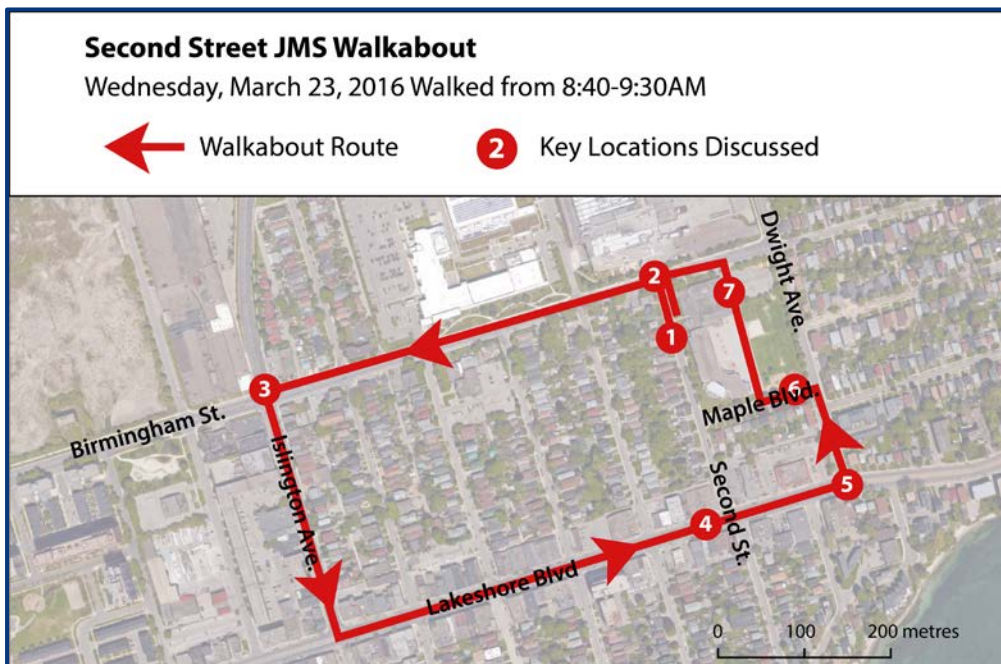 Second Street JMS Walkabout
Wednesday, March 23, 2016 Walked from 8:40-9:30AM
Walkabout Route
2 Key Locations Discussed
Dwight Ave.
2
7
1
3
6
Maple Blvd.
Birmingham St.
Islington Ave.
5
Second St.
4
Lakeshore Blvd
0 100 200 metres